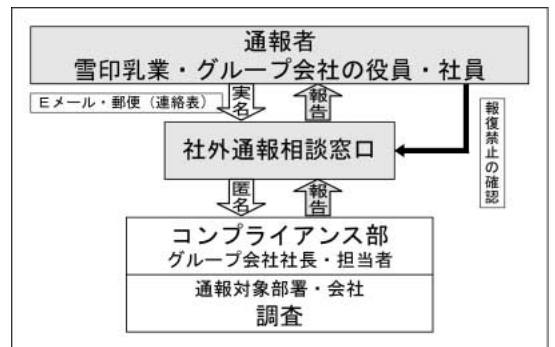 通報者
雪印乳業・グループ会社の役員・社員
Eメール・郵便（連絡表）
実名
報告
報復禁止の確認
社外通報相談窓口
匿名
報告
コンプライアンス部
グループ会社社長・担当者
通報対象部署・会社
調査